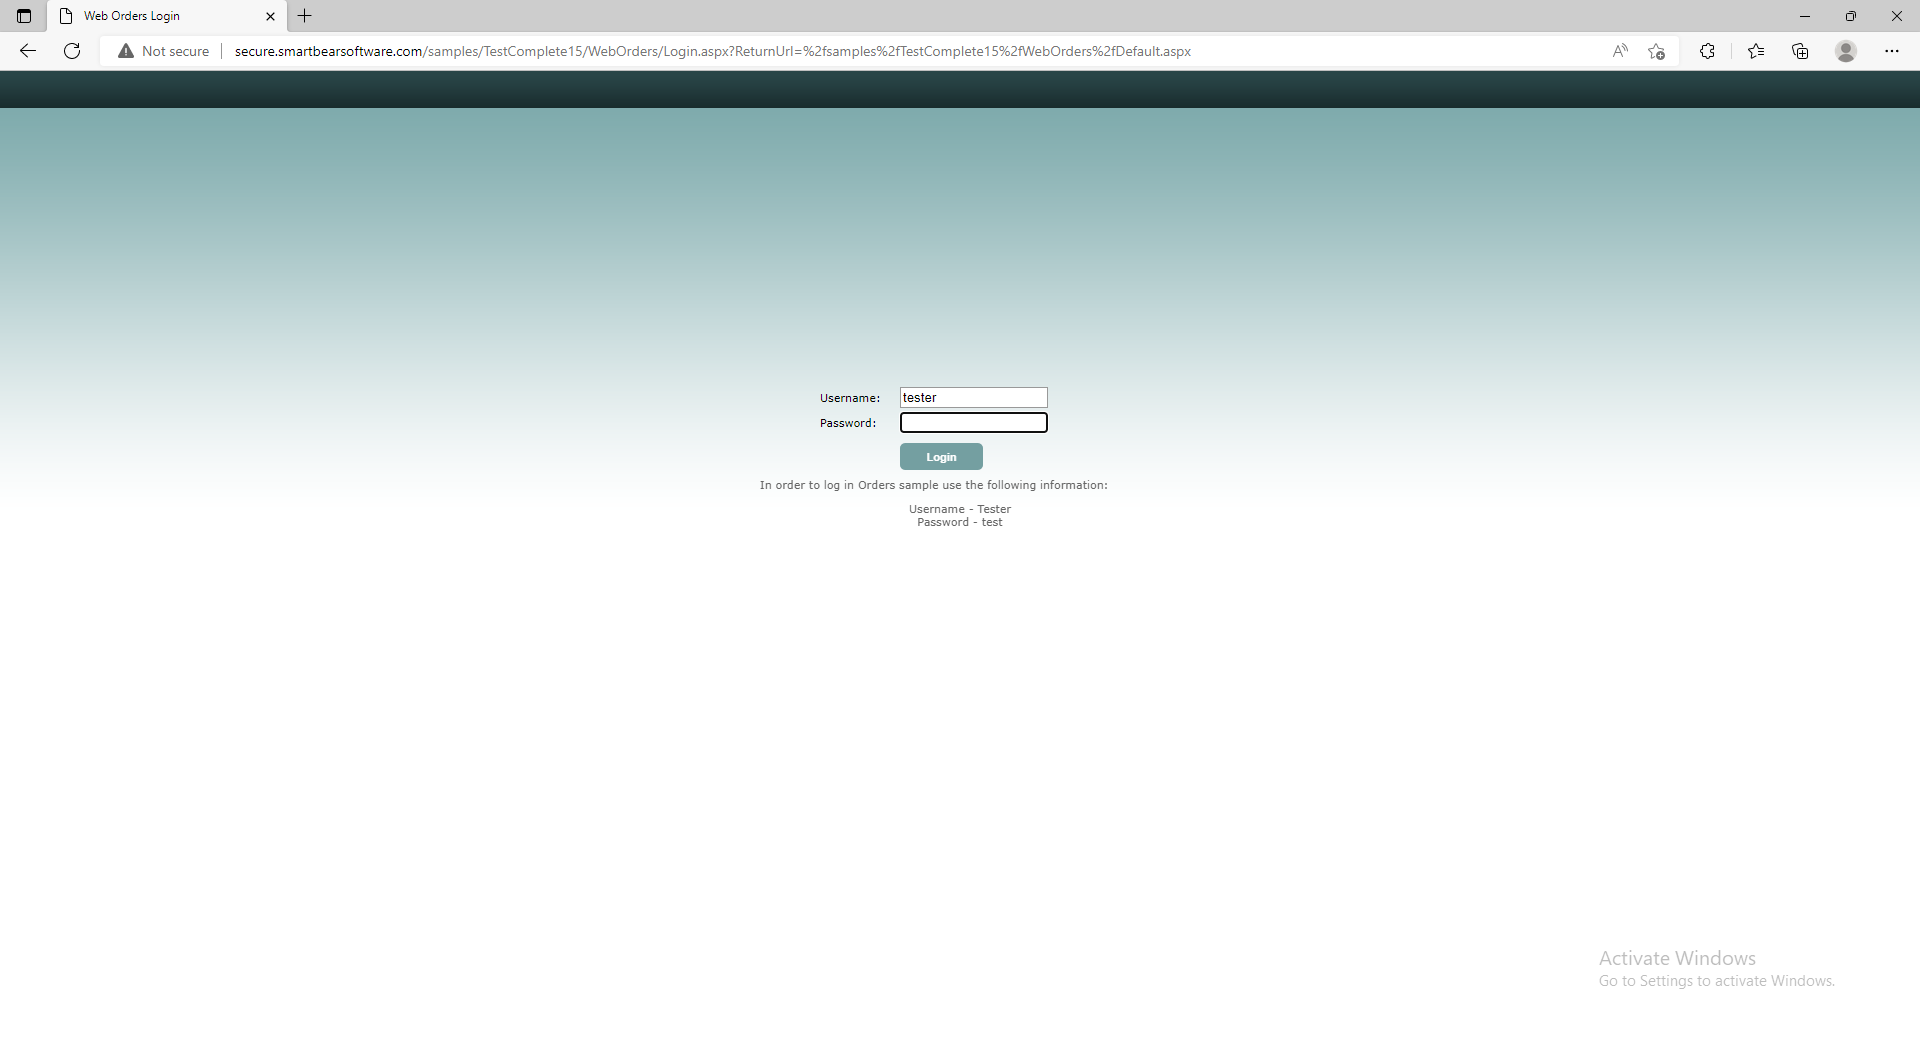 Web Orders Login
Not secure
secure.smartbearsoftware.com/samples/TestComplete15/WebOrders/Login.aspx?ReturnUrl=%2fsamples%2fTestComplete15%2fWebOrders%2fDefault.aspx
Username: tester
Password:
Login
In order to log in Orders sample use the following information:
Username - Tester
Password - test
Activate Windows
Go to Settings to activate Windows.